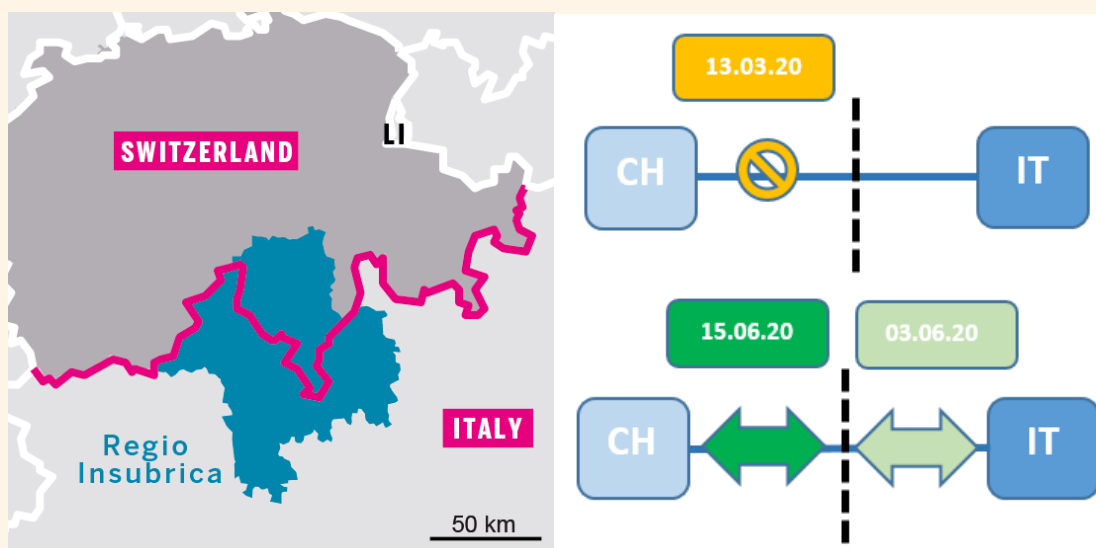 SWITZERLAND
LI
ITALY
Regio
Insubrica
50 km
13.03.20
CH
IT
15.06.20
03.06.20
CH
IT